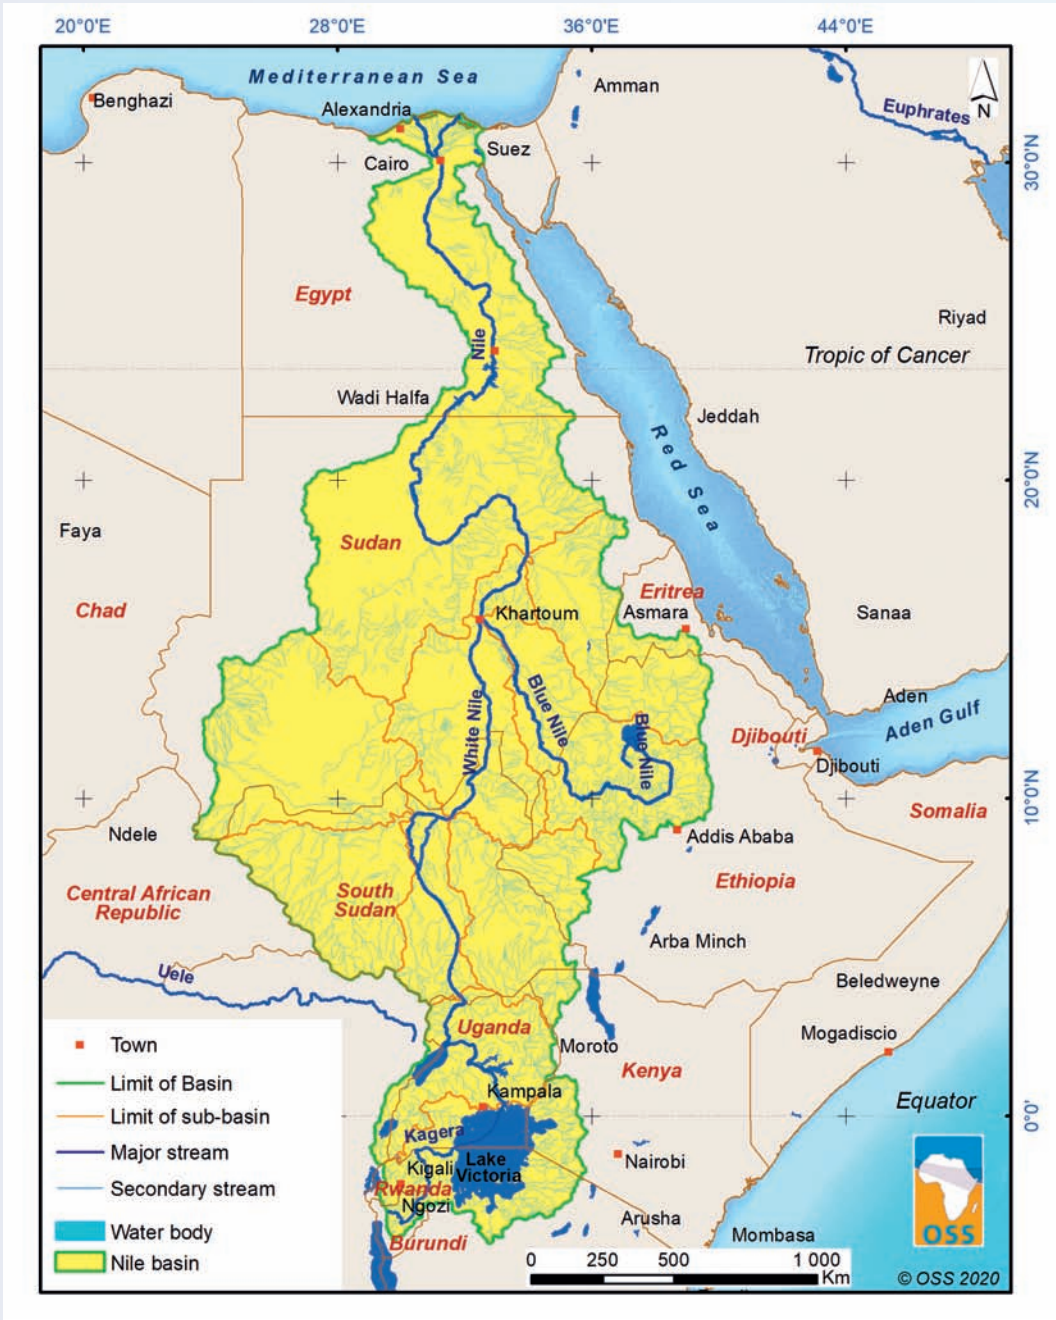 20°0'E 28°0'E 36°0'E 44°0'E
Mediterranean Sea
Benghazi
Alexandria
Amman
Euphrates
N
Cairo
Suez
30°0'N
Egypt
Riyad
Nile
Tropic of Cancer
Wadi Halfa
Jeddah
Red Sea
20°0'N
Faya
Sudan
Chad
Eritrea
Asmara
Khartoum
Sanaa
Aden
Aden Gulf
White Nile
Blue Nile
Blue Nile
Djibouti
Djibouti
10°0'N
Somalia
Ndele
Addis Ababa
Central African
Republic
South
Sudan
Ethiopia
Arba Minch
Uele
Beledweyne
Uganda
Moroto
Mogadiscio
Kenya
Kampala
Equator
0°0'
Kagera
Lake
Victoria
Kigali
Nairobi
Rwanda
Ngozi
Arusha
Burundi
Mombasa
Town
Limit of Basin
Limit of sub-basin
Major stream
Secondary stream
Water body
Nile basin
0 250 500 1 000
Km
OSS
© OSS 2020